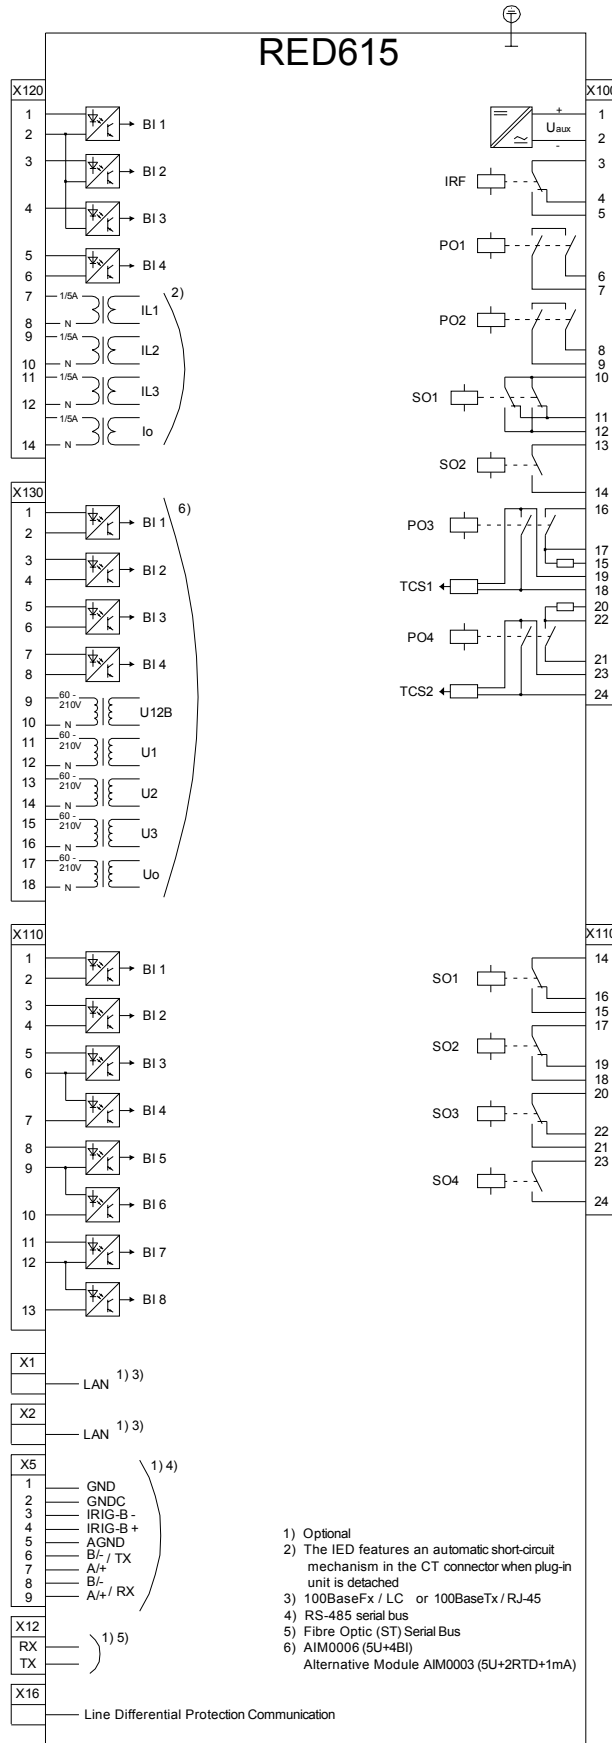 RED615
X120
1
2
BI 1
3
BI 2
4
BI 3
5
6
BI 4
7
1/5A
2)
IL1
8
N
9
1/5A
IL2
10
N
11
1/5A
IL3
12
N
1/5A
Io
14
N
X130
1
2
BI 1
6)
3
4
BI 2
5
6
BI 3
7
8
BI 4
9
60 -
210V
U12B
10
N
11
60 -
210V
U1
12
N
13
60 -
210V
U2
14
N
15
60 -
210V
U3
16
N
17
60 -
210V
Uo
18
N
X110
1
2
BI 1
3
4
BI 2
5
BI 3
6
BI 4
7
8
BI 5
9
BI 6
10
11
BI 7
12
BI 8
13
X1
LAN 1) 3)
X2
LAN 1) 3)
X5
1) 4)
1 GND
2 GNDC
3 IRIG-B -
4 IRIG-B +
5 AGND
6 B/- / TX
7 A/+
8 B/- / RX
9 A/+
X12
RX
1) 5)
TX
X16
Line Differential Protection Communication
X100
+
1
Uaux
-
2
3
IRF
4
5
PO1
6
7
PO2
8
9
10
SO1
11
12
13
SO2
14
16
PO3
17
15
19
TCS1
18
20
22
PO4
21
23
TCS2
24
X110
14
SO1
16
15
17
SO2
19
18
20
SO3
22
21
23
SO4
24
1) Optional
2) The IED features an automatic short-circuit
mechanism in the CT connector when plug-in
unit is detached
3) 100BaseFx / LC or 100BaseTx / RJ-45
4) RS-485 serial bus
5) Fibre Optic (ST) Serial Bus
6) AIM0006 (5U+4BI)
Alternative Module AIM0003 (5U+2RTD+1mA)